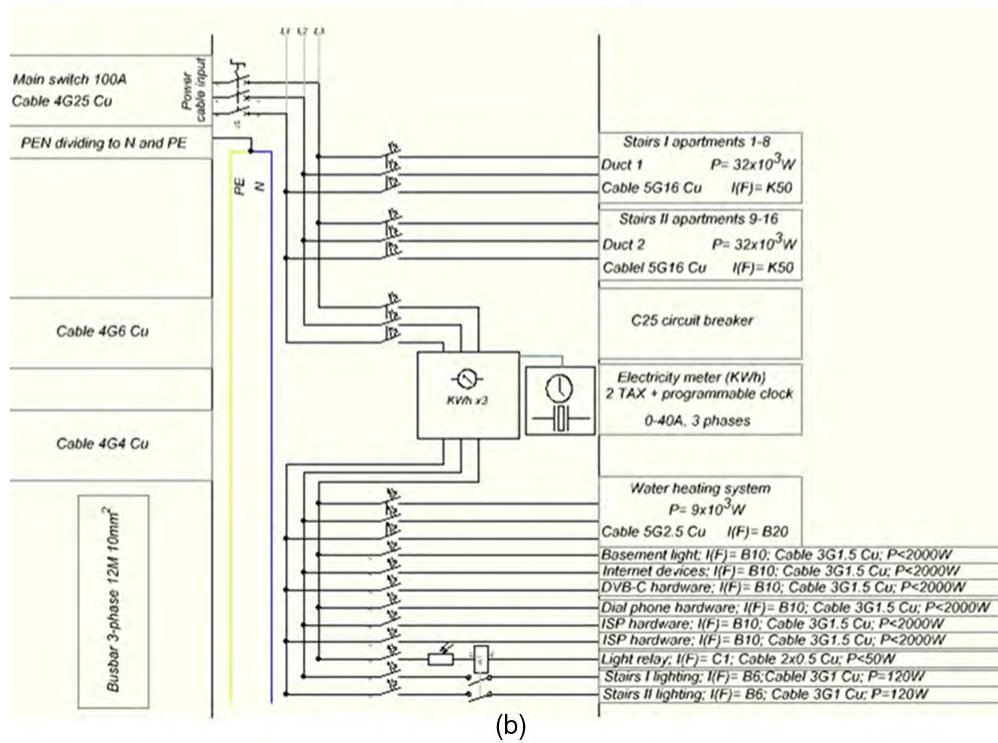 L1 L2 L3
Main switch 100A
Cable 4G25 Cu
Power
cable input
PEN dividing to N and PE
PE
N
Stairs I apartments 1-8
Duct 1 P= 32x10³W
Cable 5G16 Cu I(F)= K50
Stairs II apartments 9-16
Duct 2 P= 32x10³W
Cablel 5G16 Cu I(F)= K50
Cable 4G6 Cu
C25 circuit breaker
KWh x3
Electricity meter (KWh)
2 TAX + programmable clock
0-40A, 3 phases
Cable 4G4 Cu
Water heating system
P= 9x10³W
Cable 5G2.5 Cu I(F)= B20
Busbar 3-phase 12M 10mm²
Basement light; I(F)= B10; Cable 3G1.5 Cu; P<2000W
Internet devices; I(F)= B10; Cable 3G1.5 Cu; P<2000W
DVB-C hardware; I(F)= B10; Cable 3G1.5 Cu; P<2000W
Dial phone hardware; I(F)= B10; Cable 3G1.5 Cu; P<2000W
ISP hardware; I(F)= B10; Cable 3G1.5 Cu; P<2000W
ISP hardware; I(F)= B10; Cable 3G1.5 Cu; P<2000W
Light relay; I(F)= C1; Cable 2x0.5 Cu; P<50W
Stairs I lighting; I(F)= B6;Cablel 3G1 Cu; P=120W
Stairs II lighting; I(F)= B6; Cable 3G1 Cu; P=120W
(b)